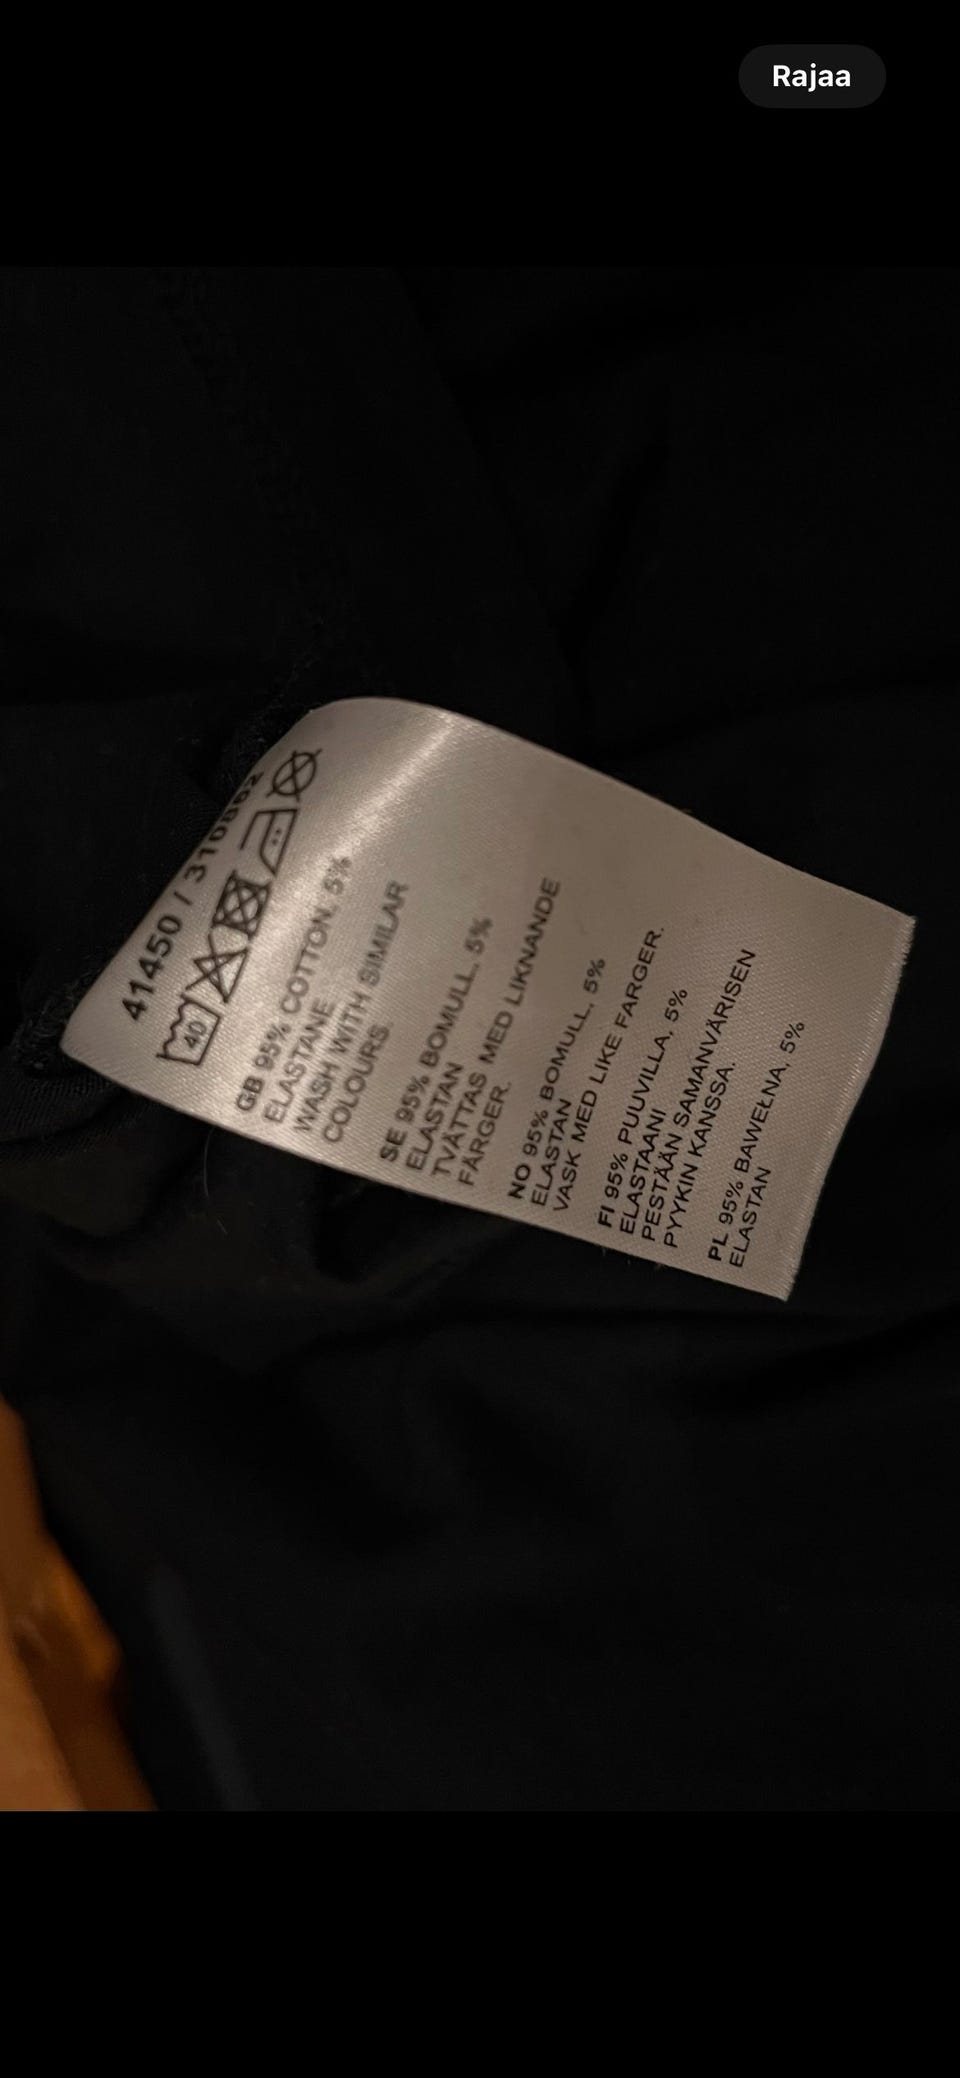 Rajaa
41450 / 310862
40
GB 95% COTTON, 5%
ELASTANE
WASH WITH SIMILAR
COLOURS.
SE 95% BOMULL, 5%
ELASTAN
TVÄTTAS MED LIKNANDE
FÄRGER.
NO 95% BOMULL, 5%
ELASTAN
VASK MED LIKE FARGER.
FI 95% PUUVILLA, 5%
ELASTAANI
PESTÄÄN SAMANVÄRISEN
PYYKIN KANSSA.
PL 95% BAWEŁNA, 5%
ELASTAN